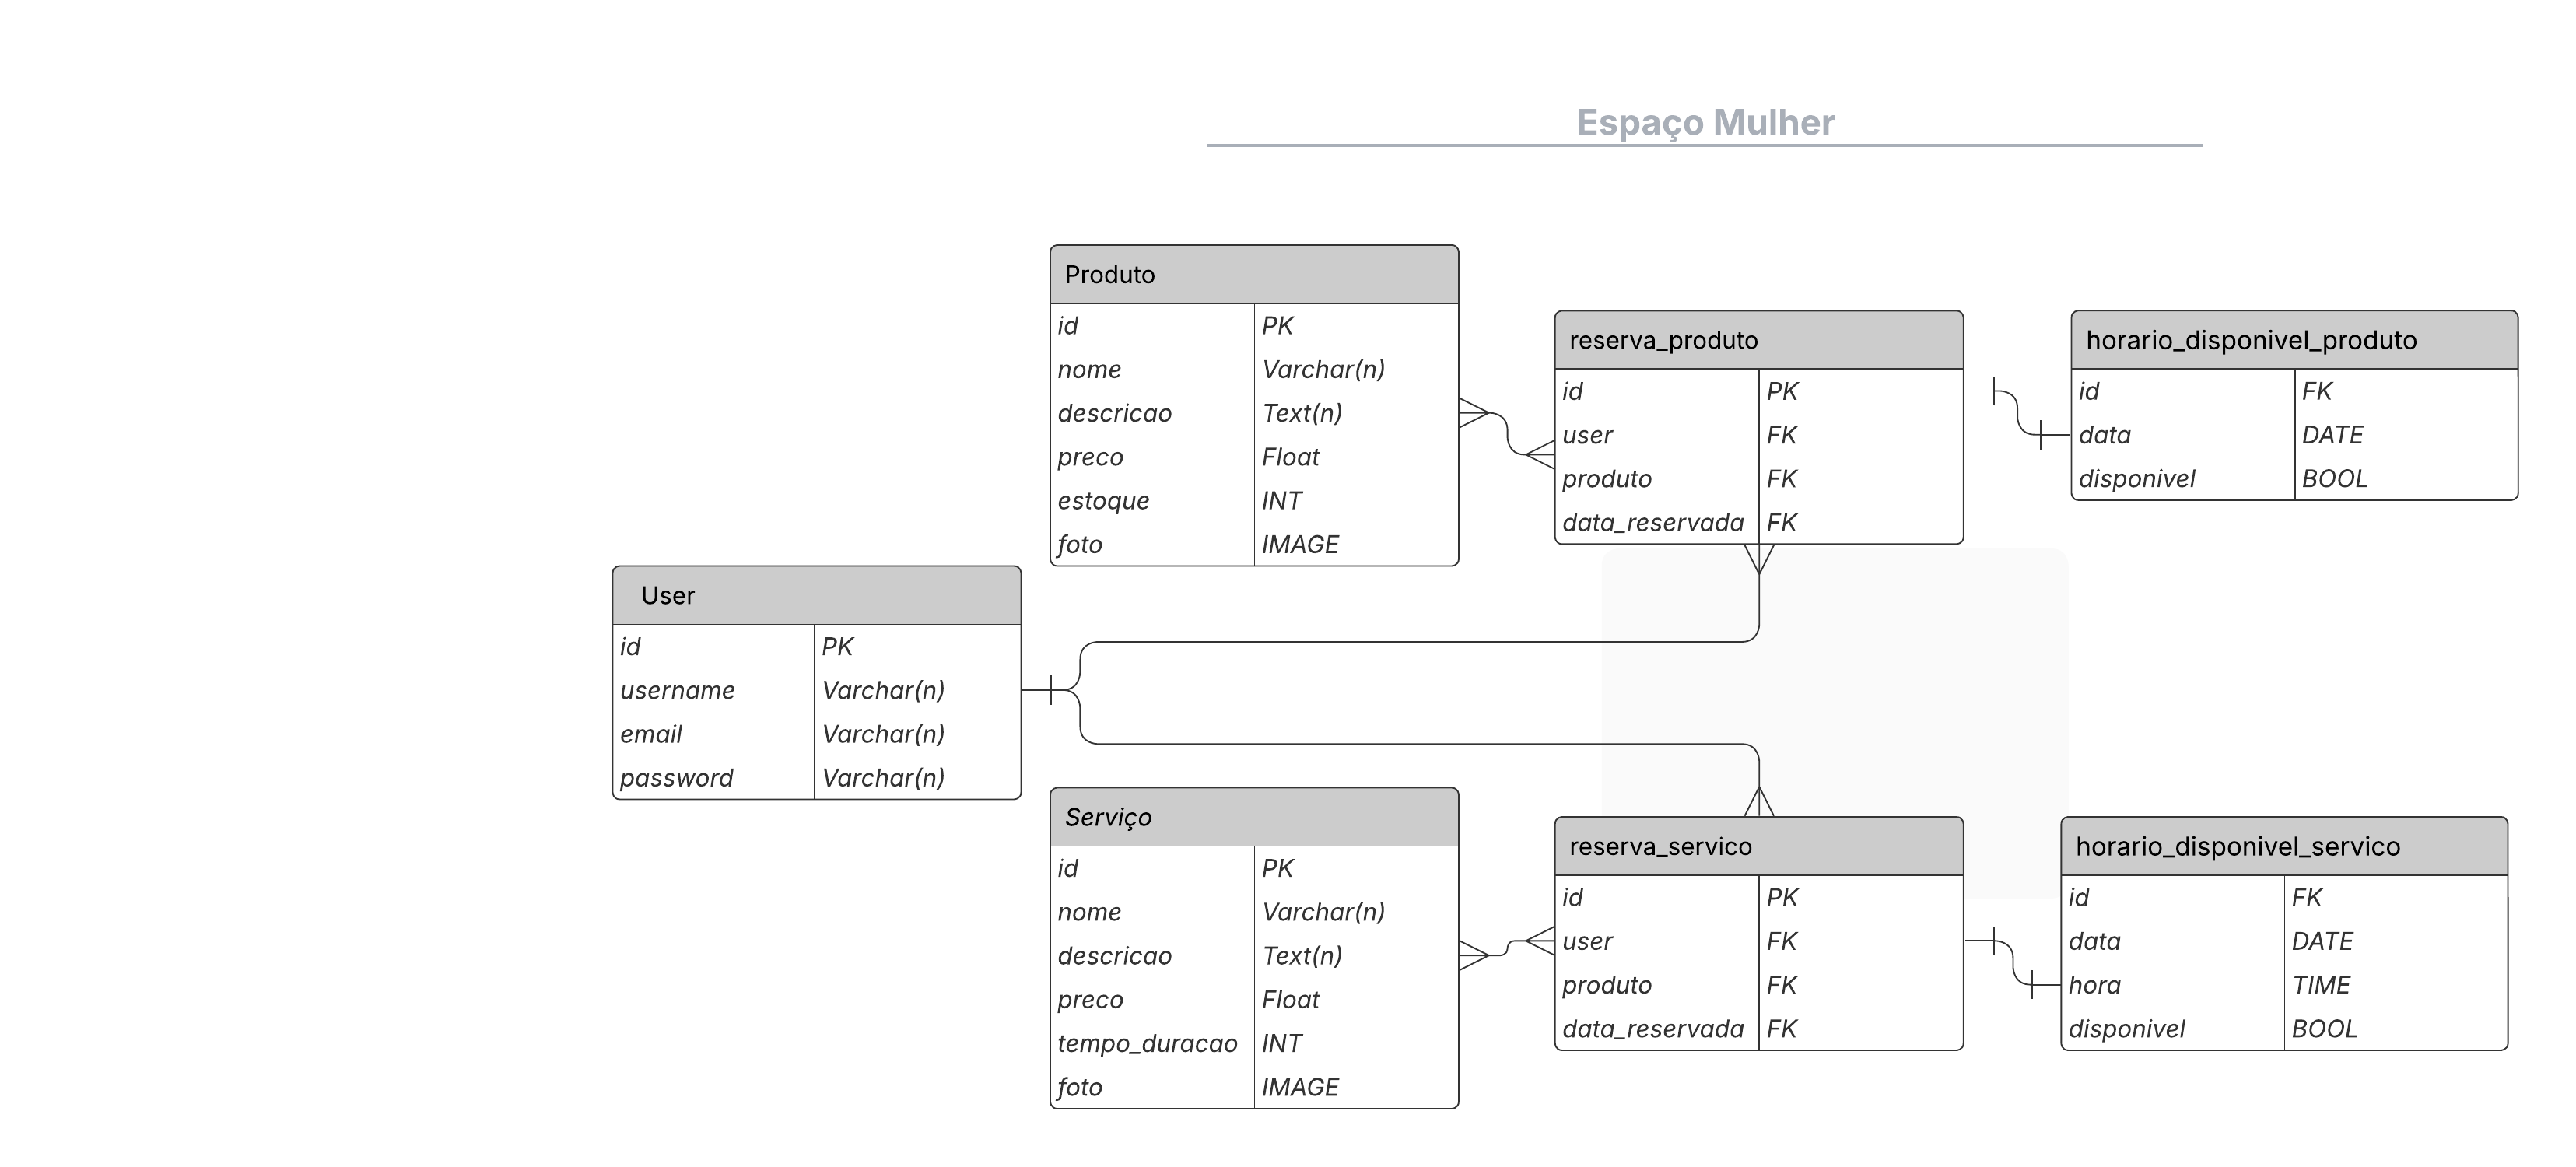 Espaço Mulher
Produto
id PK
nome Varchar(n)
descricao Text(n)
preco Float
estoque INT
foto IMAGE
reserva_produto
id PK
user FK
produto FK
data_reservada FK
horario_disponivel_produto
id FK
data DATE
disponivel BOOL
User
id PK
username Varchar(n)
email Varchar(n)
password Varchar(n)
Serviço
id PK
nome Varchar(n)
descricao Text(n)
preco Float
tempo_duracao INT
foto IMAGE
reserva_servico
id PK
user FK
produto FK
data_reservada FK
horario_disponivel_servico
id FK
data DATE
hora TIME
disponivel BOOL